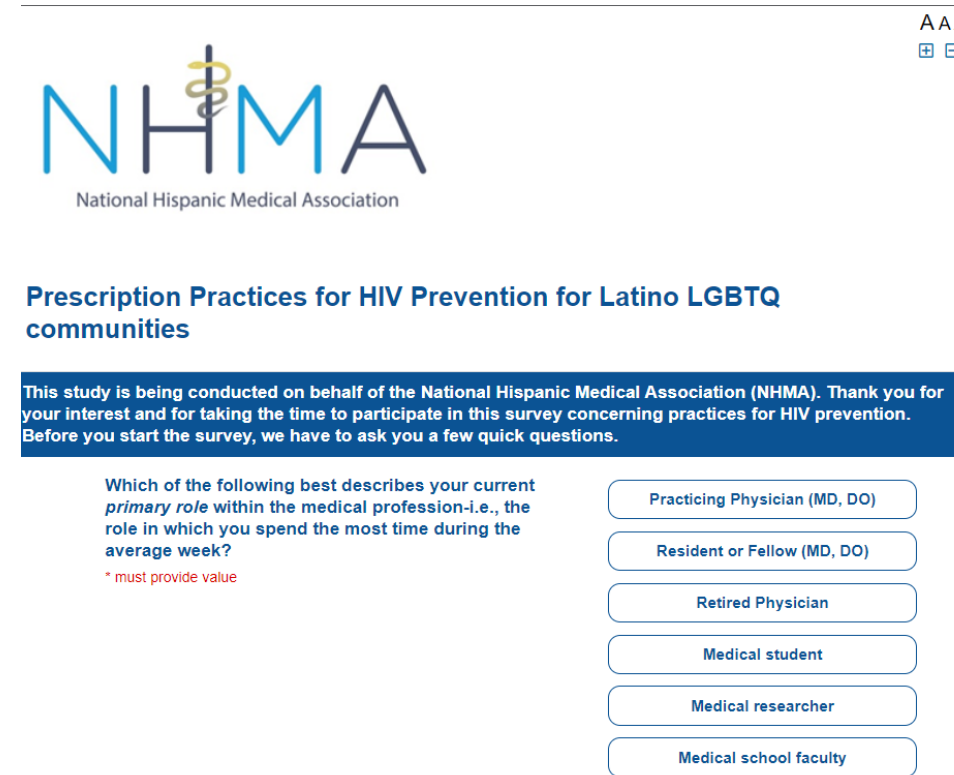 A A
NHMA
National Hispanic Medical Association
Prescription Practices for HIV Prevention for Latino LGBTQ
communities
This study is being conducted on behalf of the National Hispanic Medical Association (NHMA). Thank you for
your interest and for taking the time to participate in this survey concerning practices for HIV prevention.
Before you start the survey, we have to ask you a few quick questions.
Which of the following best describes your current
primary role within the medical profession-i.e., the
role in which you spend the most time during the
average week?
* must provide value
Practicing Physician (MD, DO)
Resident or Fellow (MD, DO)
Retired Physician
Medical student
Medical researcher
Medical school faculty